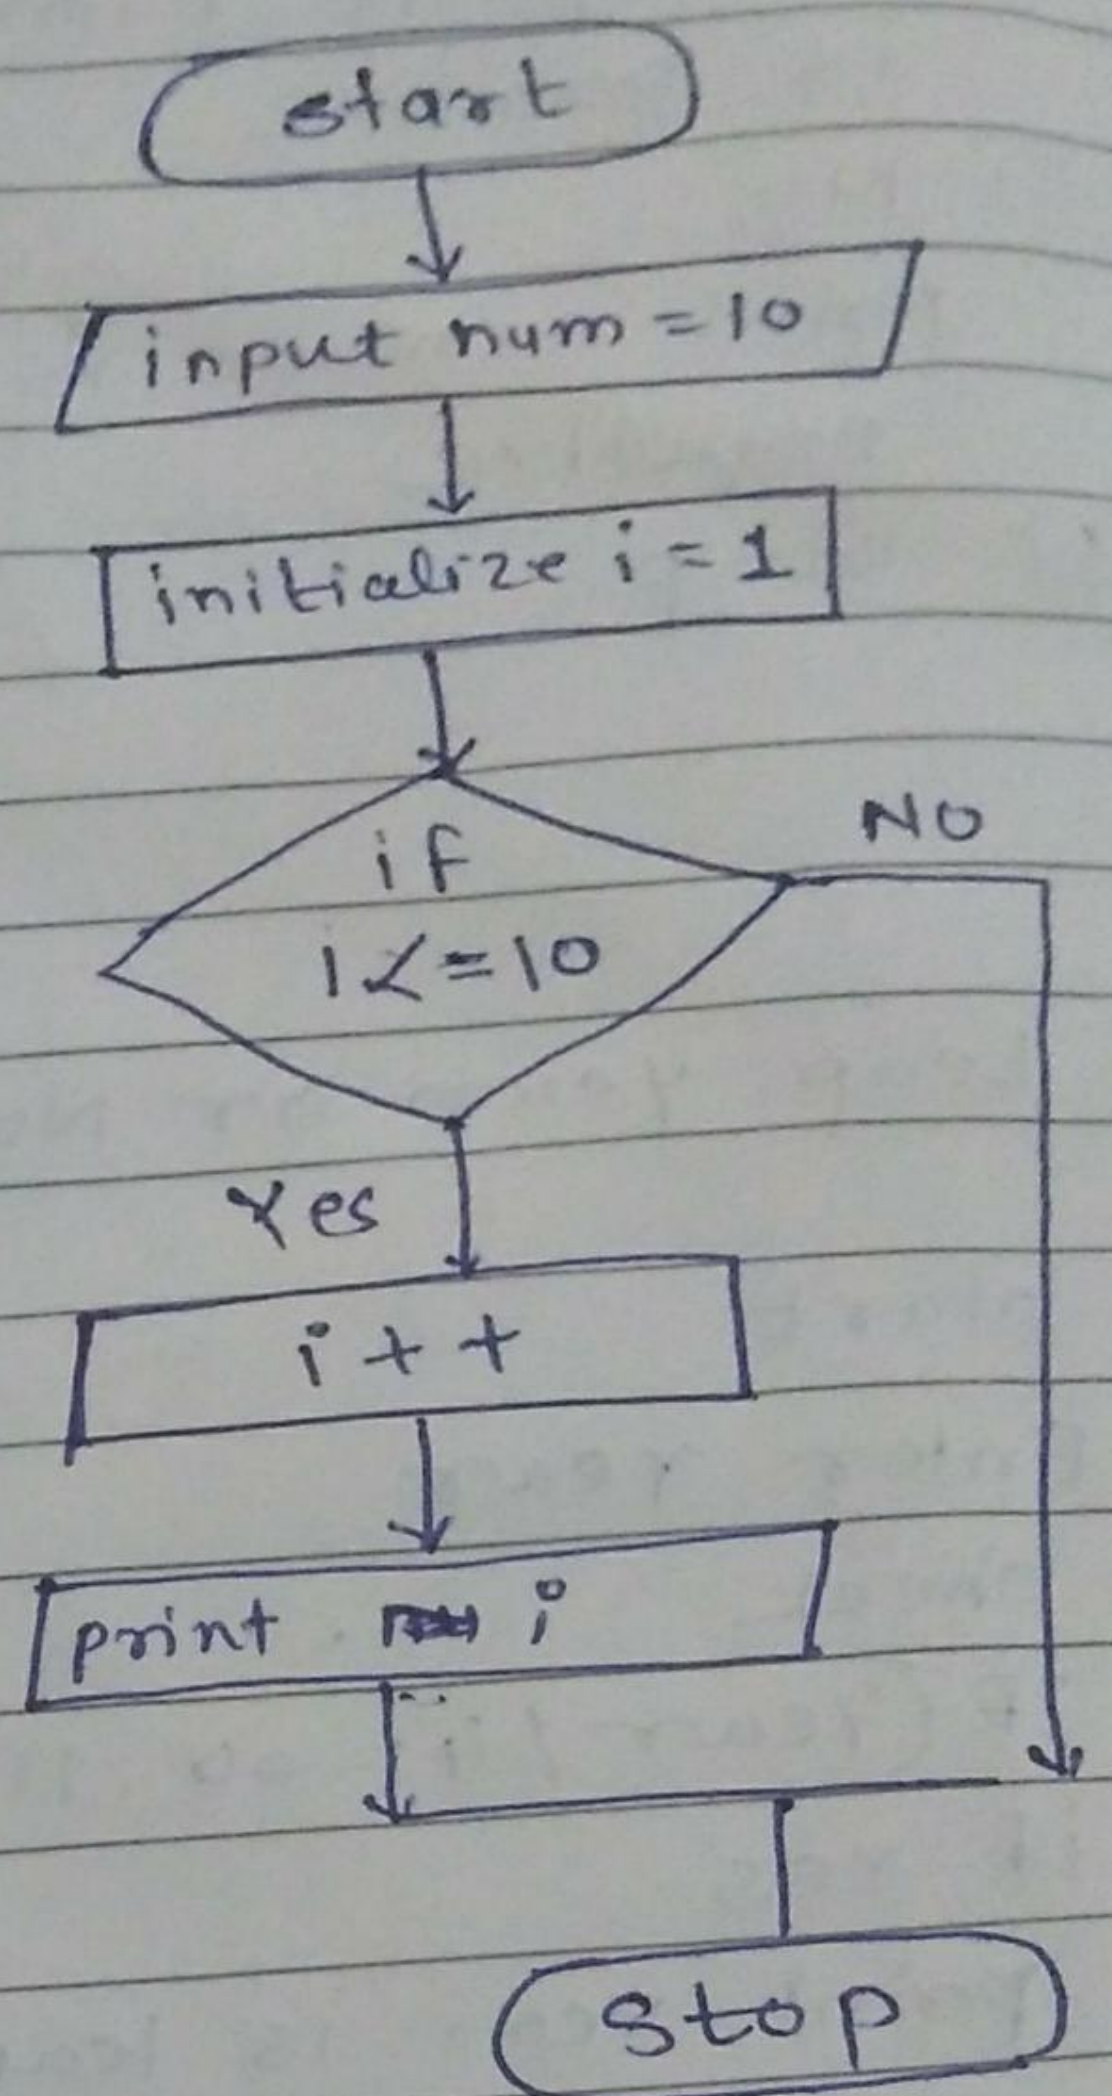 start
input num = 10
initialize i = 1
if
1<=10
NO
Yes
i++
print i
stop